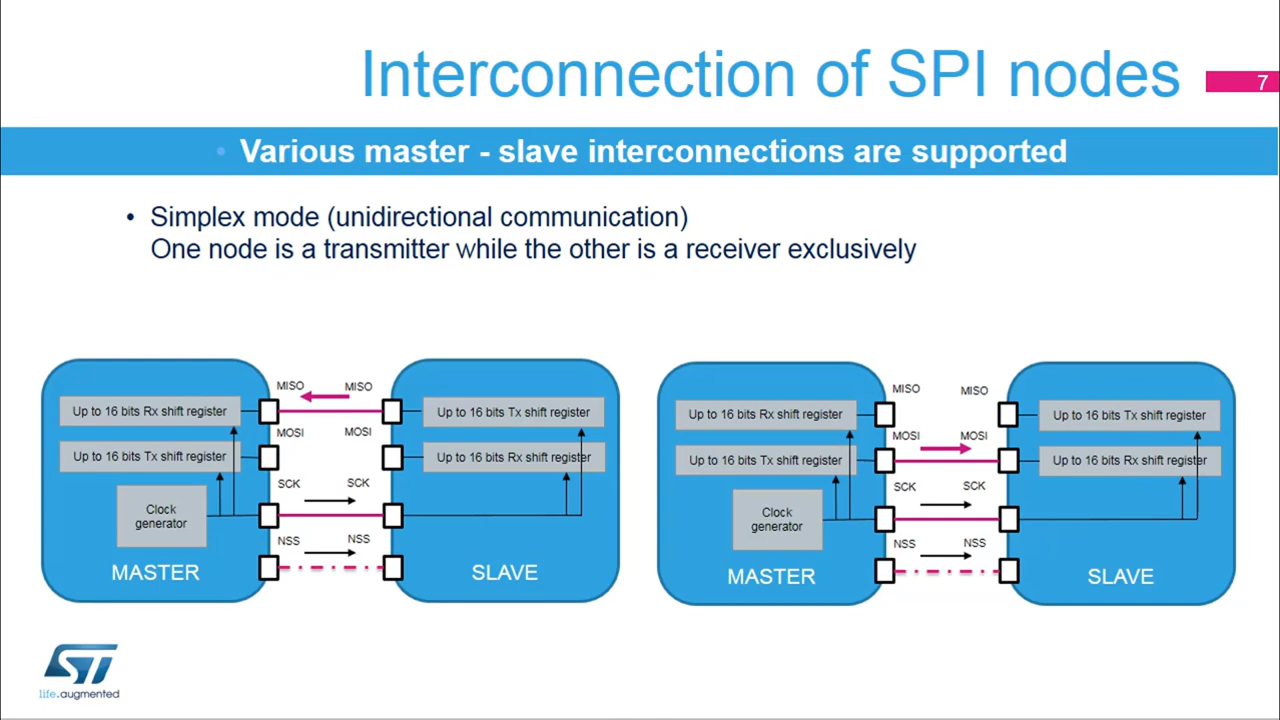 Interconnection of SPI nodes
7
• Various master - slave interconnections are supported
• Simplex mode (unidirectional communication)
One node is a transmitter while the other is a receiver exclusively
MISO MISO
Up to 16 bits Rx shift register
Up to 16 bits Tx shift register
MOSI MOSI
Up to 16 bits Tx shift register
Up to 16 bits Rx shift register
SCK SCK
Clock
generator
NSS NSS
MASTER
SLAVE
MISO MISO
Up to 16 bits Rx shift register
Up to 16 bits Tx shift register
MOSI MOSI
Up to 16 bits Tx shift register
Up to 16 bits Rx shift register
SCK SCK
Clock
generator
NSS NSS
MASTER
SLAVE
ST
life.augmented